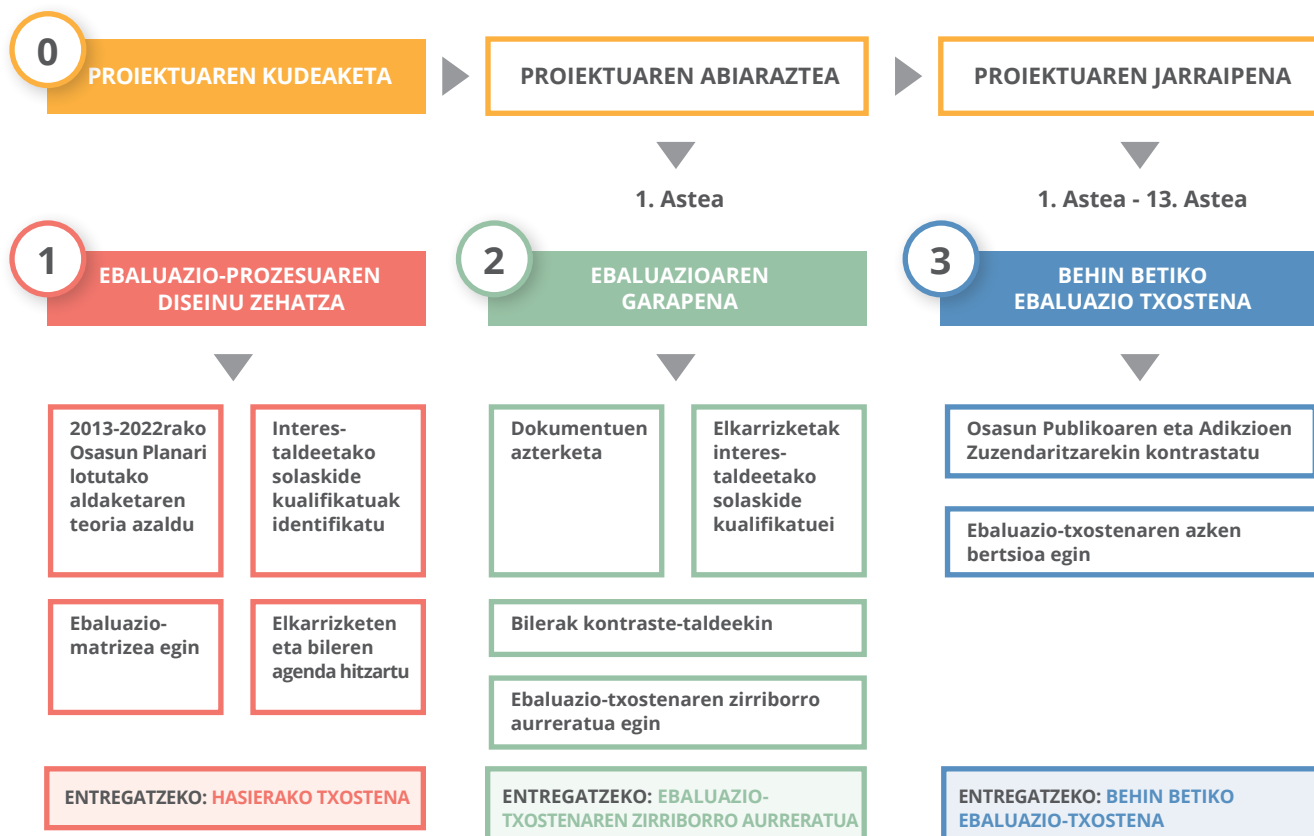 0
PROIEKTUAREN KUDEAKETA
PROIEKTUAREN ABIARAZTEA
PROIEKTUAREN JARRAIPENA
1. Astea
1. Astea - 13. Astea
1
EBALUAZIO-PROZESUAREN
DISEINU ZEHATZA
2
EBALUAZIOAREN
GARAPENA
3
BEHIN BETIKO
EBALUAZIO TXOSTENA
2013-2022rako
Osasun Planari
lotutako
aldaketaren
teoria azaldu
Interes-
taldeetako
solaskide
kualifikatuak
identifikatu
Ebaluazio-
matrizea egin
Elkarrizketen
eta bileren
agenda hitzartu
Dokumentuen
azterketa
Elkarrizketak
interes-
taldeetako
solaskide
kualifikatuei
Bilerak kontraste-taldeekin
Ebaluazio-txostenaren zirriborro
aurreratua egin
Osasun Publikoaren eta Adikzioen
Zuzendaritzarekin kontrastatu
Ebaluazio-txostenaren azken
bertsioa egin
ENTREGATZEKO: HASIERAKO TXOSTENA
ENTREGATZEKO: EBALUAZIO-
TXOSTENAREN ZIRRIBORRO AURRERATUA
ENTREGATZEKO: BEHIN BETIKO
EBALUAZIO-TXOSTENA